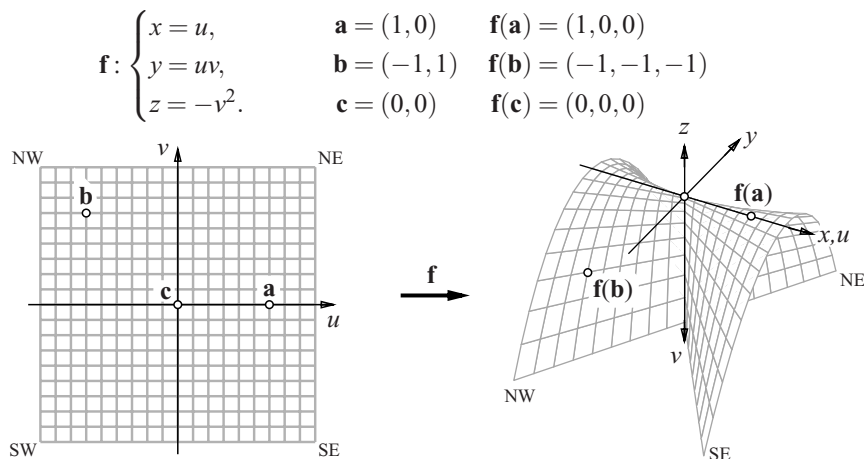 f : { x = u, y = uv, z = −v².
a = (1,0) f(a) = (1,0,0)
b = (−1,1) f(b) = (−1,−1,−1)
c = (0,0) f(c) = (0,0,0)
NW v NE
b
c a
u
SW SE
f
z y
f(a)
x,u
NE
f(b)
v
NW
SE